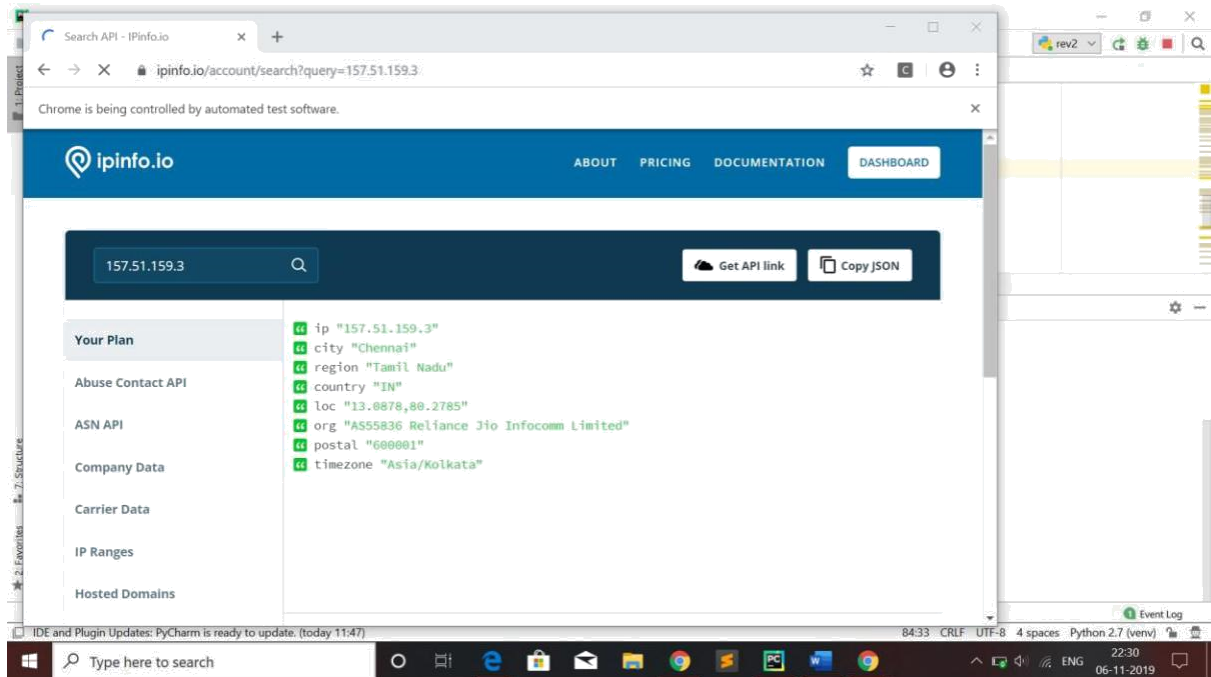 Search API - IPinfo.io
rev2
ipinfo.io/account/search?query=157.51.159.3
1: Project
Chrome is being controlled by automated test software.
ipinfo.io
ABOUT PRICING DOCUMENTATION DASHBOARD
157.51.159.3
Get API link Copy JSON
Your Plan
Abuse Contact API
ASN API
Company Data
Carrier Data
IP Ranges
Hosted Domains
ip "157.51.159.3"
city "Chennai"
region "Tamil Nadu"
country "IN"
loc "13.0878,80.2785"
org "AS55836 Reliance Jio Infocomm Limited"
postal "600001"
timezone "Asia/Kolkata"
7: Structure
2: Favorites
1 Event Log
IDE and Plugin Updates: PyCharm is ready to update. (today 11:47) 84:33 CRLF UTF-8 4 spaces Python 2.7 (venv)
Type here to search
ENG
22:30
06-11-2019